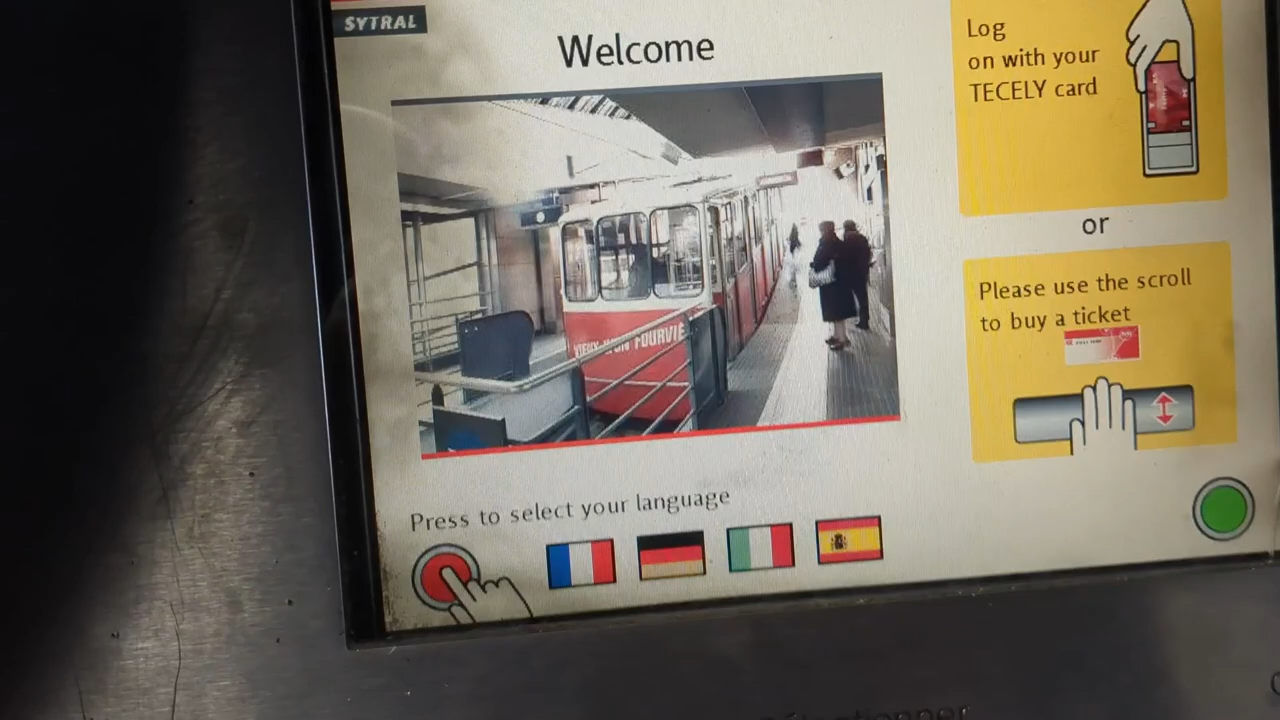 SYTRAL
Welcome
Log
on with your
TECELY card
or
Please use the scroll
to buy a ticket
FOURVIÈ
Press to select your language